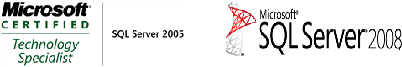 Microsoft®
CERTIFIED
Technology
Specialist
SQL Server 2005
Microsoft®
SQL Server® 2008